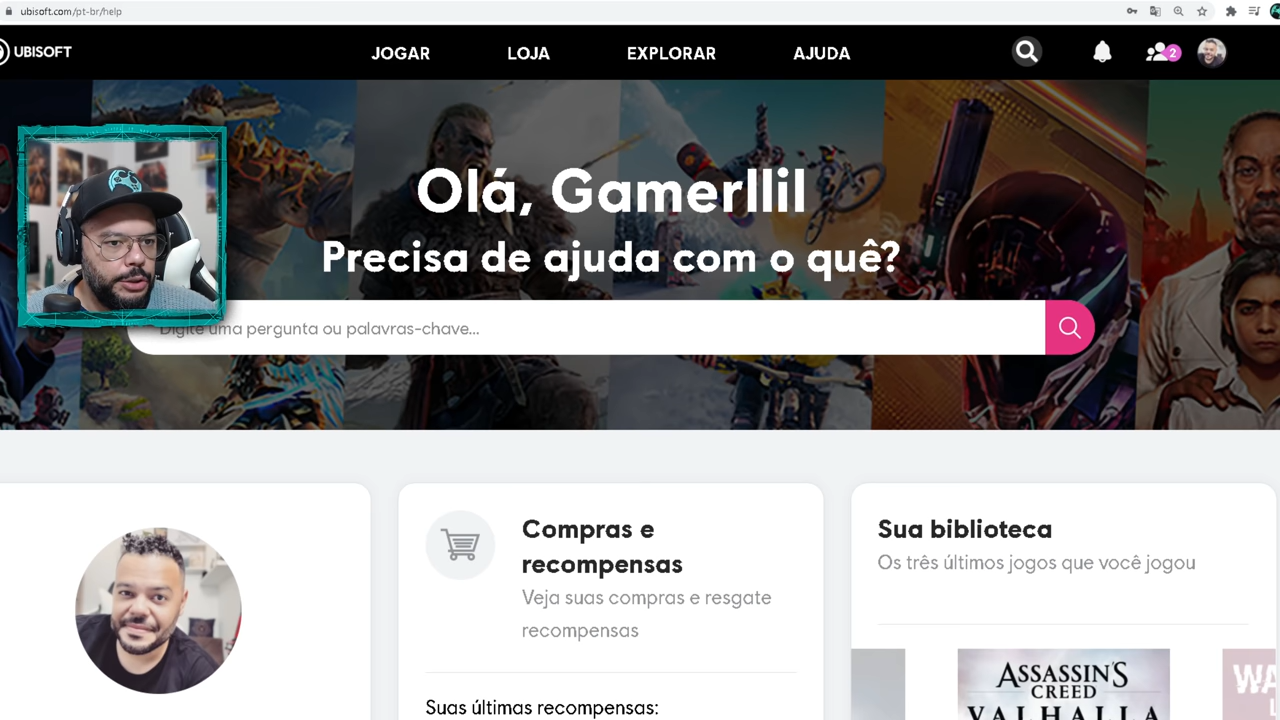 ubisoft.com/pt-br/help
UBISOFT
JOGAR
LOJA
EXPLORAR
AJUDA
2
Olá, Gamerllil
Precisa de ajuda com o quê?
Digite uma pergunta ou palavras-chave...
Compras e
recompensas
Veja suas compras e resgate
recompensas
Suas últimas recompensas:
Sua biblioteca
Os três últimos jogos que você jogou
ASSASSIN'S
CREED
VALHALLA
WA